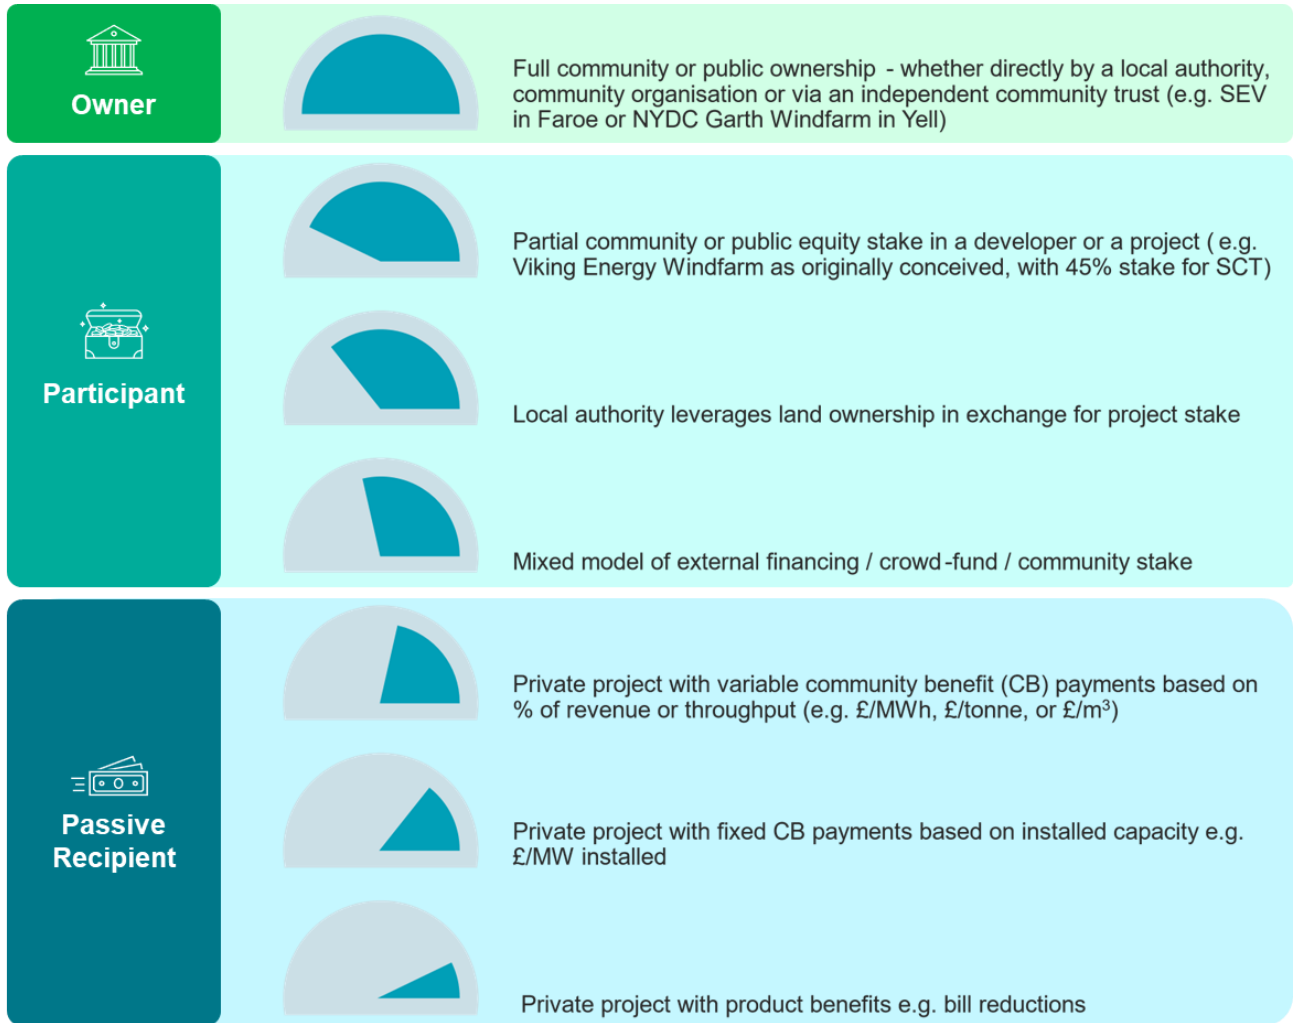 Owner
Full community or public ownership - whether directly by a local authority,
community organisation or via an independent community trust (e.g. SEV
in Faroe or NYDC Garth Windfarm in Yell)
Participant
Partial community or public equity stake in a developer or a project ( e.g.
Viking Energy Windfarm as originally conceived, with 45% stake for SCT)
Local authority leverages land ownership in exchange for project stake
Mixed model of external financing / crowd-fund / community stake
Passive
Recipient
Private project with variable community benefit (CB) payments based on
% of revenue or throughput (e.g. £/MWh, £/tonne, or £/m³)
Private project with fixed CB payments based on installed capacity e.g.
£/MW installed
Private project with product benefits e.g. bill reductions